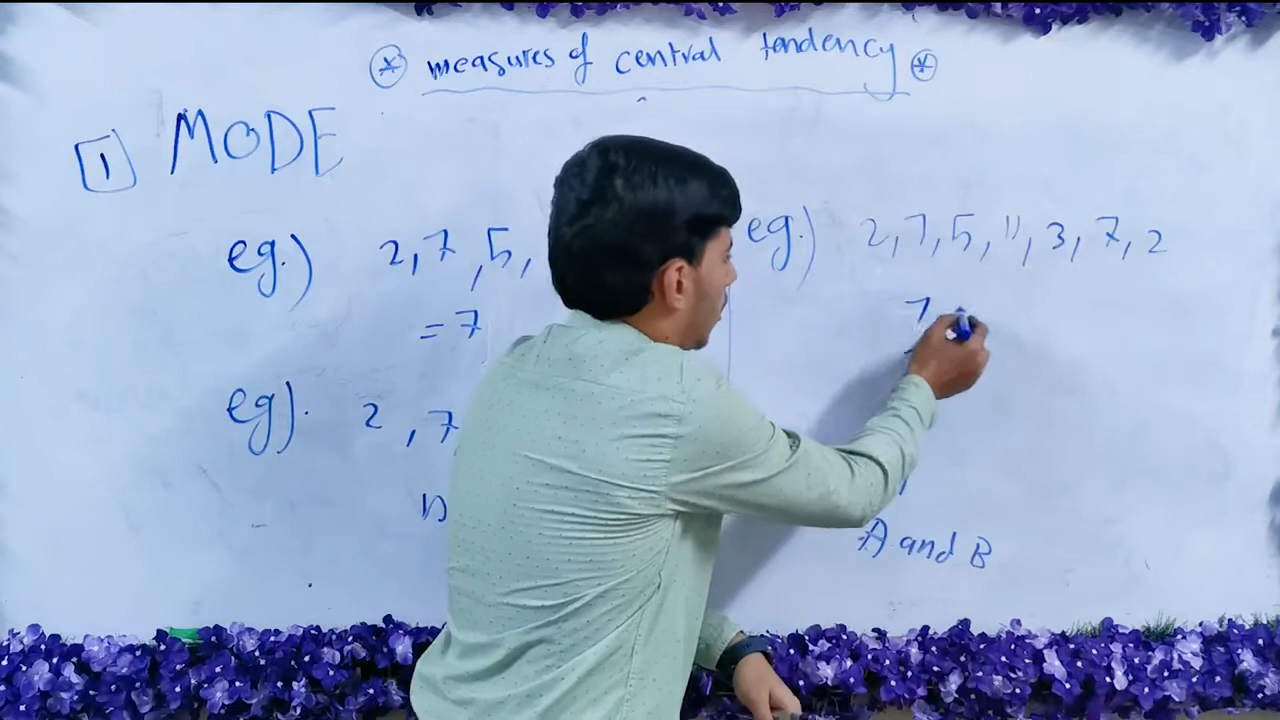 * measures of central tendency *
1 MODE
eg.) 2,7,5,
= 7
eg). 2,7
eg.) 2,7,5,11,3,7,2
7
A and B